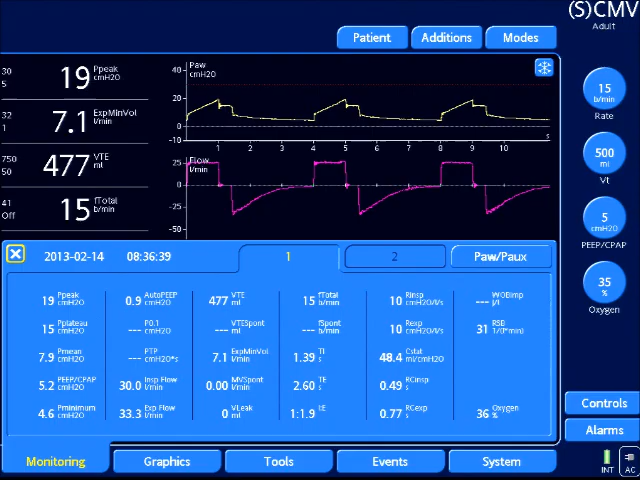 (S)CMV
Adult
Patient
Additions
Modes
30
5
19
Ppeak
cmH2O
32
1
7.1
ExpMinVol
l/min
750
50
477
VTE
ml
41
Off
15
fTotal
b/min
Paw
cmH2O
40
20
0
-10
1 2 3 4 5 6 7 8 9 10
s
Flow
l/min
25
0
-25
-50
15
b/min
Rate
500
ml
Vt
5
cmH2O
PEEP/CPAP
35
%
Oxygen
2013-02-14 08:36:39
1
2
Paw/Paux
19 Ppeak cmH2O 0.9 AutoPEEP cmH2O 477 VTE ml 15 fTotal b/min 10 Rinsp cmH2O/l/s --- WOBimp J/l
15 Pplateau cmH2O --- P0.1 cmH2O --- VTESpont ml --- fSpont b/min 10 Rexp cmH2O/l/s 31 RSB 1/(l*min)
7.9 Pmean cmH2O --- PTP cmH2O*s 7.1 ExpMinVol l/min 1.39 TI s 48.4 Cstat ml/cmH2O
5.2 PEEP/CPAP cmH2O 30.0 Insp Flow l/min 0.00 MVSpont l/min 2.60 TE s 0.49 RCinsp s
4.6 Pminimum cmH2O 33.3 Exp Flow l/min 0 VLeak ml 1:1.9 I:E 0.77 RCexp s 36 Oxygen %
Controls
Alarms
Monitoring
Graphics
Tools
Events
System
INT
AC